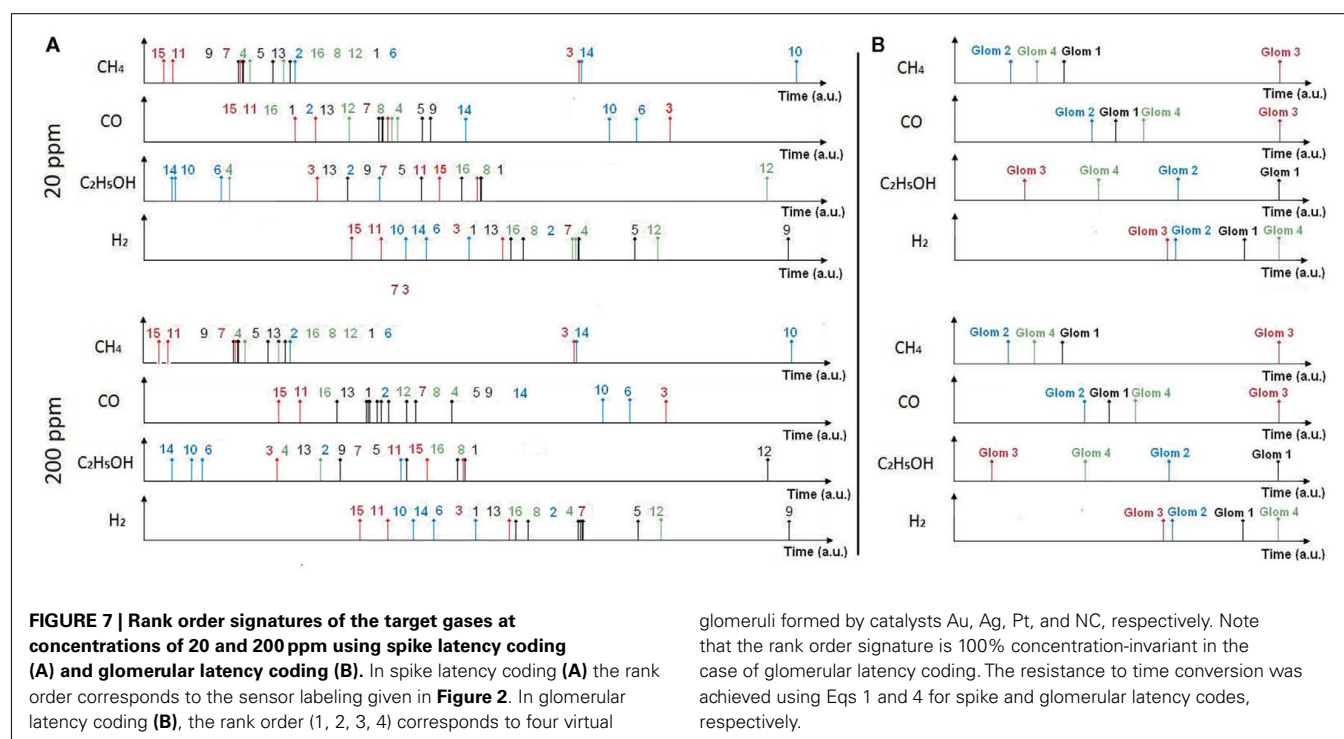 A
B
20 ppm
CH₄
15 11 9 7 4 5 13 2 16 8 12 1 6 3 14 10
Time (a.u.)
Glom 2 Glom 4 Glom 1 Glom 3
Time (a.u.)
CO
15 11 16 1 2 13 12 7 8 4 5 9 14 10 6 3
Time (a.u.)
Glom 2 Glom 1 Glom 4 Glom 3
Time (a.u.)
C₂H₅OH
14 10 6 4 3 13 2 9 7 5 11 15 16 8 1 12
Time (a.u.)
Glom 3 Glom 4 Glom 2 Glom 1
Time (a.u.)
H₂
15 11 10 14 6 3 1 13 16 8 2 7 4 5 12 9
Time (a.u.)
Glom 3 Glom 2 Glom 1 Glom 4
Time (a.u.)
7 3
200 ppm
CH₄
15 11 9 7 4 5 13 2 16 8 12 1 6 3 14 10
Time (a.u.)
CH₄
Glom 2 Glom 4 Glom 1 Glom 3
Time (a.u.)
CO
15 11 16 13 1 2 12 7 8 4 5 9 14 10 6 3
Time (a.u.)
CO
Glom 2 Glom 1 Glom 4 Glom 3
Time (a.u.)
C₂H₅OH
14 10 6 3 4 13 2 9 7 5 11 15 16 8 1 12
Time (a.u.)
C₂H₅OH
Glom 3 Glom 4 Glom 2 Glom 1
Time (a.u.)
H₂
15 11 10 14 6 3 1 13 16 8 2 4 7 5 12 9
Time (a.u.)
H₂
Glom 3 Glom 2 Glom 1 Glom 4
Time (a.u.)
CH₄
CO
C₂H₅OH
H₂
FIGURE 7 | Rank order signatures of the target gases at
concentrations of 20 and 200 ppm using spike latency coding
(A) and glomerular latency coding (B). In spike latency coding (A) the rank
order corresponds to the sensor labeling given in Figure 2. In glomerular
latency coding (B), the rank order (1, 2, 3, 4) corresponds to four virtual
glomeruli formed by catalysts Au, Ag, Pt, and NC, respectively. Note
that the rank order signature is 100% concentration-invariant in the
case of glomerular latency coding. The resistance to time conversion was
achieved using Eqs 1 and 4 for spike and glomerular latency codes,
respectively.